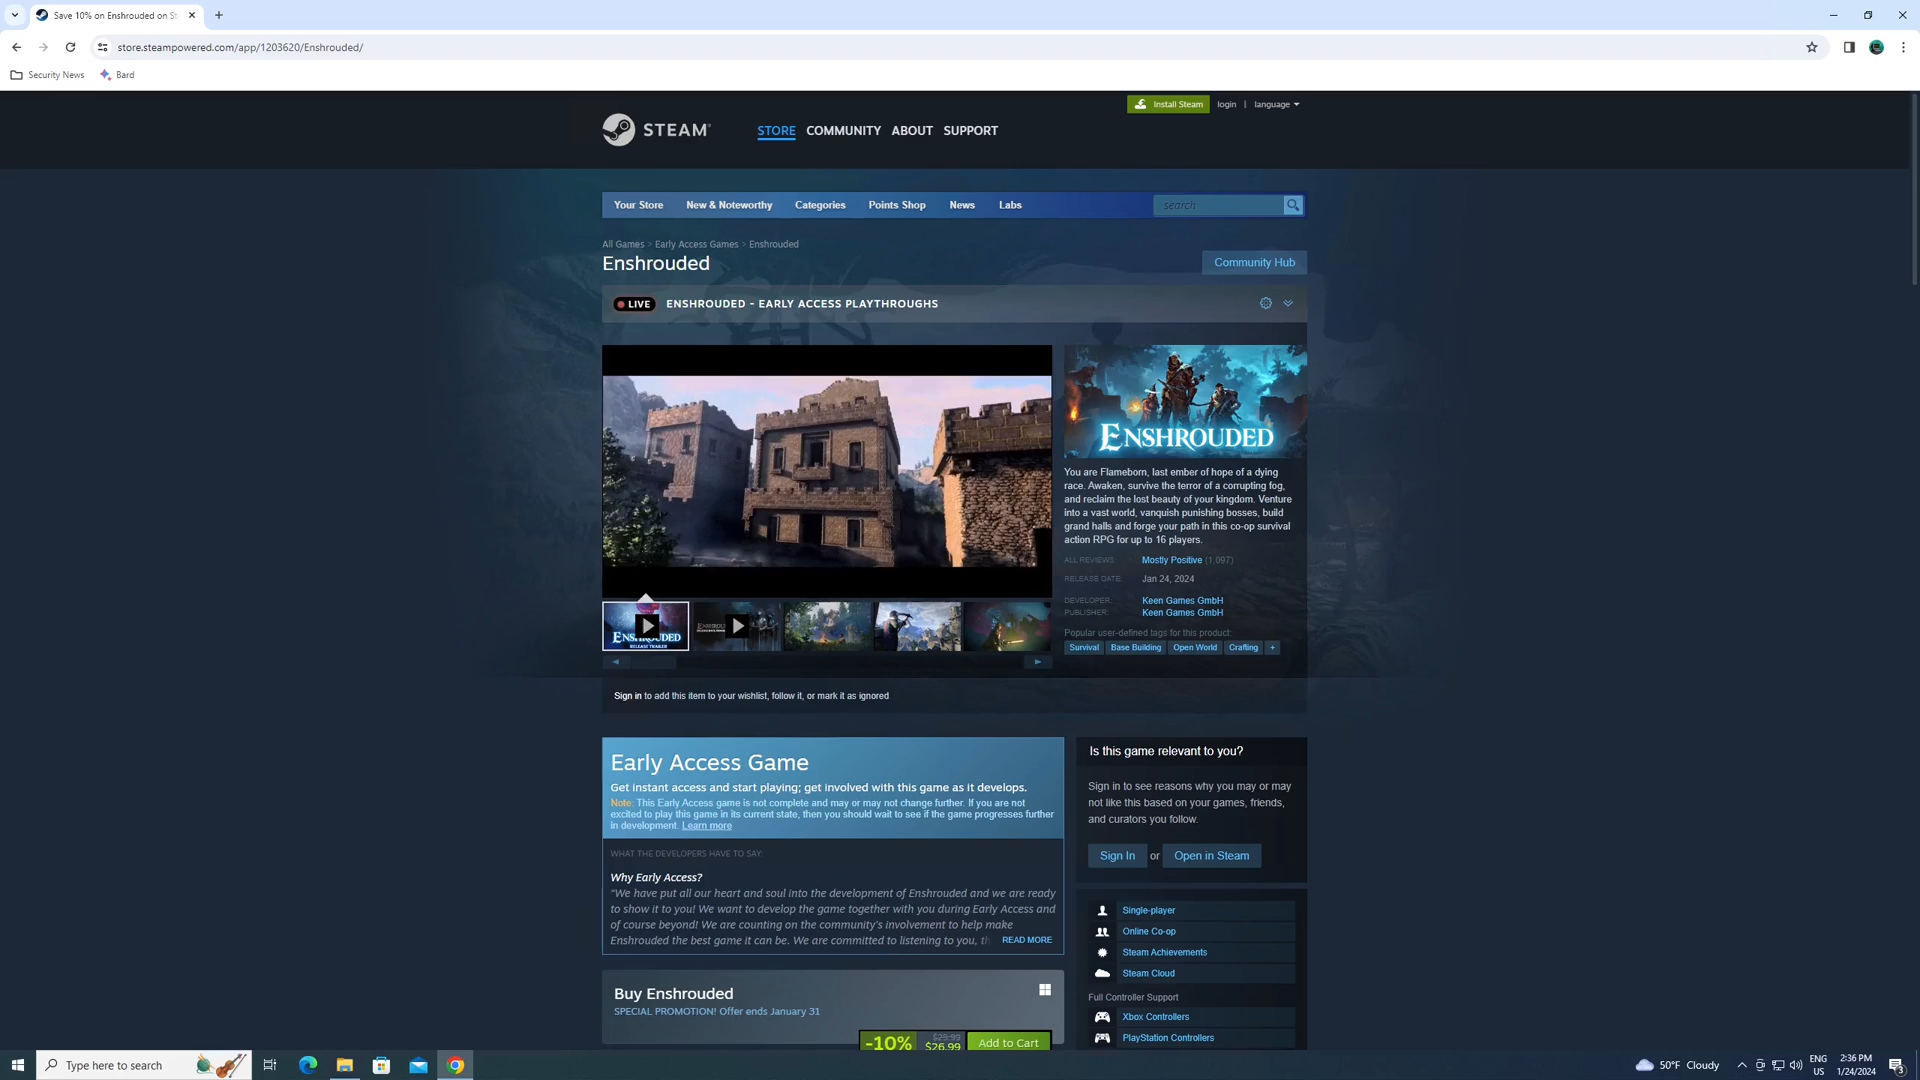 Save 10% on Enshrouded on St
store.steampowered.com/app/1203620/Enshrouded/
Security News
Bard
Install Steam
login
|
language
STEAM®
STORE
COMMUNITY
ABOUT
SUPPORT
Your Store
New & Noteworthy
Categories
Points Shop
News
Labs
search
All Games > Early Access Games > Enshrouded
Enshrouded
Community Hub
LIVE
ENSHROUDED - EARLY ACCESS PLAYTHROUGHS
ENSHROUDED
You are Flameborn, last ember of hope of a dying
race. Awaken, survive the terror of a corrupting fog,
and reclaim the lost beauty of your kingdom. Venture
into a vast world, vanquish punishing bosses, build
grand halls and forge your path in this co-op survival
action RPG for up to 16 players.
ALL REVIEWS: Mostly Positive (1,097)
RELEASE DATE: Jan 24, 2024
DEVELOPER: Keen Games GmbH
PUBLISHER: Keen Games GmbH
Popular user-defined tags for this product:
Survival
Base Building
Open World
Crafting
+
ENSHROUDED
RELEASE TRAILER
Sign in to add this item to your wishlist, follow it, or mark it as ignored
Early Access Game
Get instant access and start playing; get involved with this game as it develops.
Note: This Early Access game is not complete and may or may not change further. If you are not
excited to play this game in its current state, then you should wait to see if the game progresses further
in development. Learn more
WHAT THE DEVELOPERS HAVE TO SAY:
Why Early Access?
"We have put all our heart and soul into the development of Enshrouded and we are ready
to show it to you! We want to develop the game together with you during Early Access and
of course beyond! We are counting on the community's involvement to help make
Enshrouded the best game it can be. We are committed to listening to you, th
READ MORE
Is this game relevant to you?
Sign in to see reasons why you may or may
not like this based on your games, friends,
and curators you follow.
Sign In or Open in Steam
Single-player
Online Co-op
Steam Achievements
Steam Cloud
Full Controller Support
Xbox Controllers
PlayStation Controllers
Buy Enshrouded
SPECIAL PROMOTION! Offer ends January 31
-10%
$29.99
$26.99
Add to Cart
Type here to search
50°F Cloudy
ENG
US
2:36 PM
1/24/2024
3